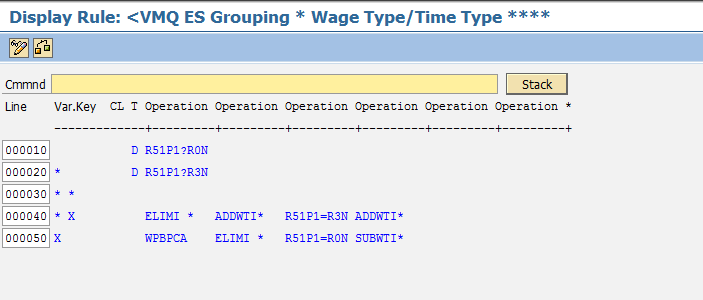 Display Rule: <VMQ ES Grouping * Wage Type/Time Type ****
Cmmnd Stack
Line Var.Key CL T Operation Operation Operation Operation Operation Operation *
-------------+---------+---------+---------+---------+---------+---------+
000010 D R51P1?R0N
000020 * D R51P1?R3N
000030 * *
000040 * X ELIMI * ADDWTI* R51P1=R3N ADDWTI*
000050 X WPBPCA ELIMI * R51P1=R0N SUBWTI*